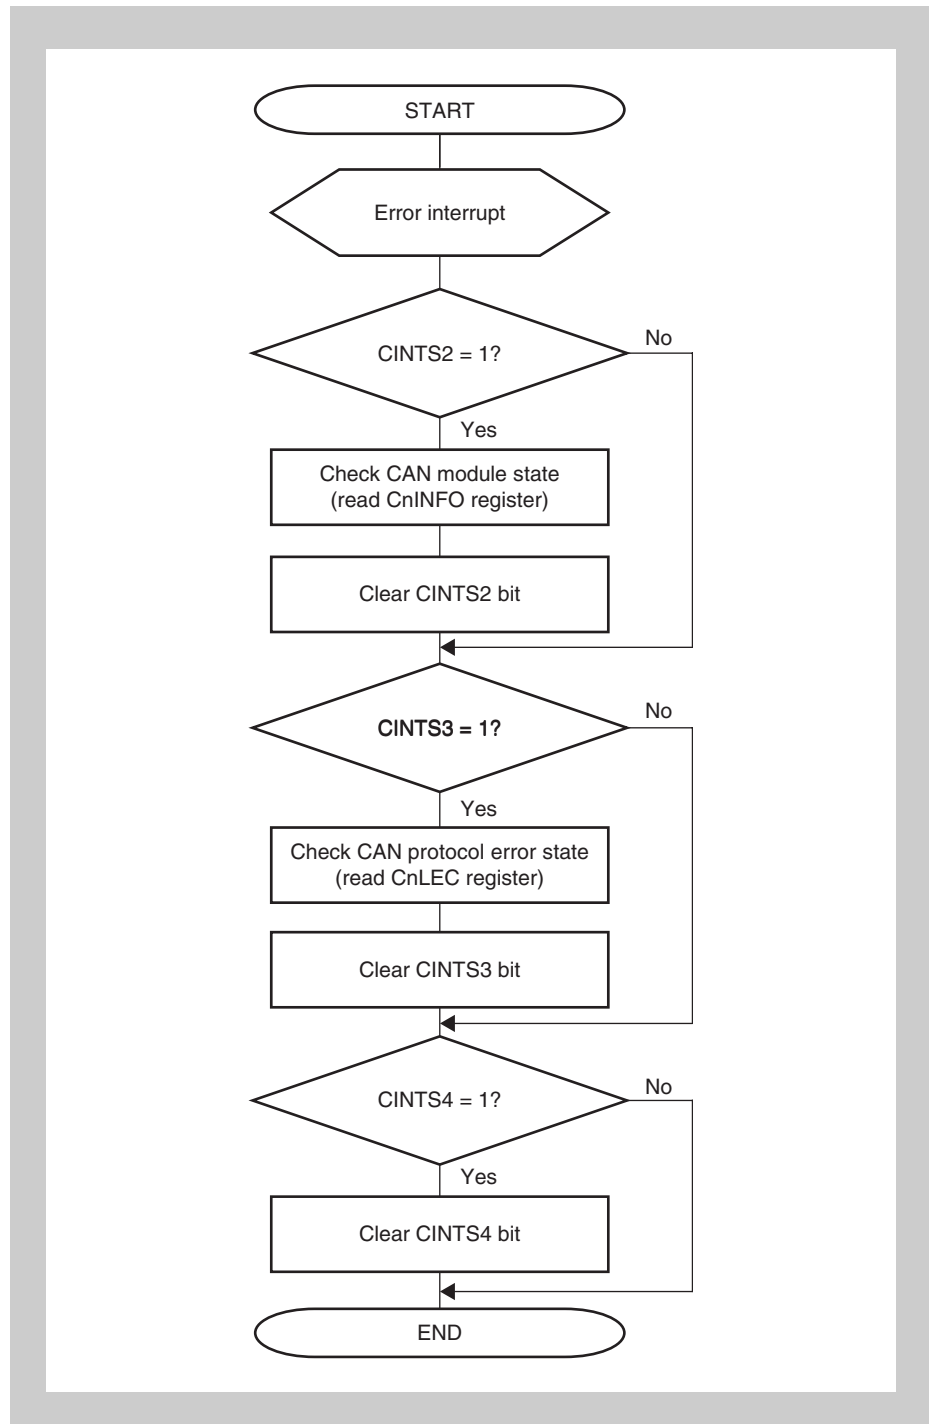 START
Error interrupt
CINTS2 = 1?
No
Yes
Check CAN module state
(read CnINFO register)
Clear CINTS2 bit
CINTS3 = 1?
No
Yes
Check CAN protocol error state
(read CnLEC register)
Clear CINTS3 bit
CINTS4 = 1?
No
Yes
Clear CINTS4 bit
END